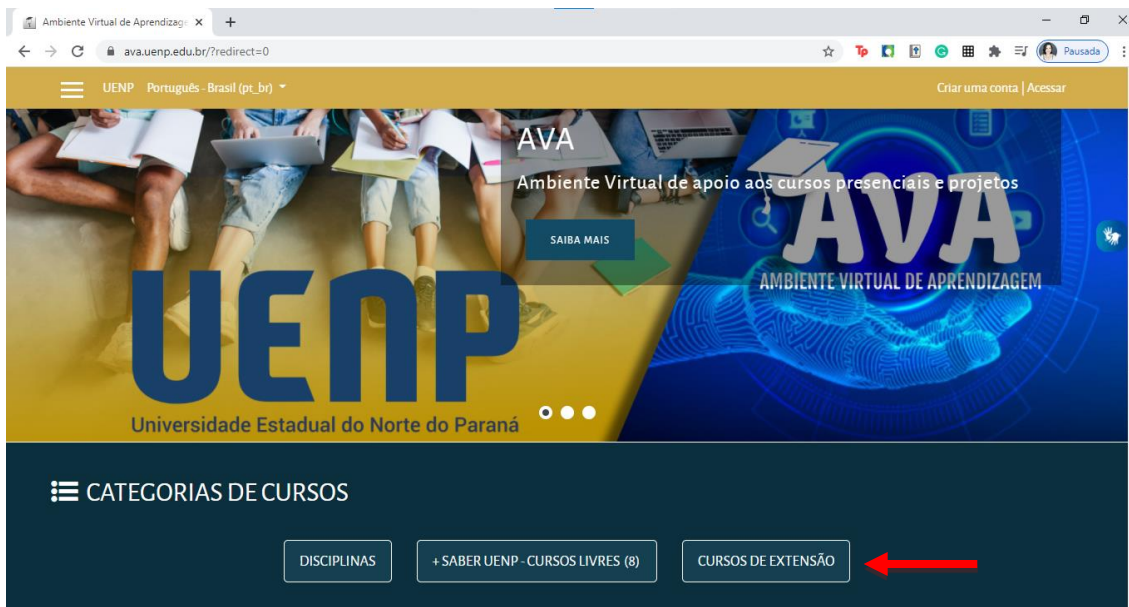 Ambiente Virtual de Aprendizag
ava.uenp.edu.br/?redirect=0
Pausada
UENP Português - Brasil (pt_br)
Criar uma conta | Acessar
AVA
Ambiente Virtual de apoio aos cursos presenciais e projetos
SAIBA MAIS
AVA
AMBIENTE VIRTUAL DE APRENDIZAGEM
UENP
Universidade Estadual do Norte do Paraná
CATEGORIAS DE CURSOS
DISCIPLINAS
+ SABER UENP - CURSOS LIVRES (8)
CURSOS DE EXTENSÃO